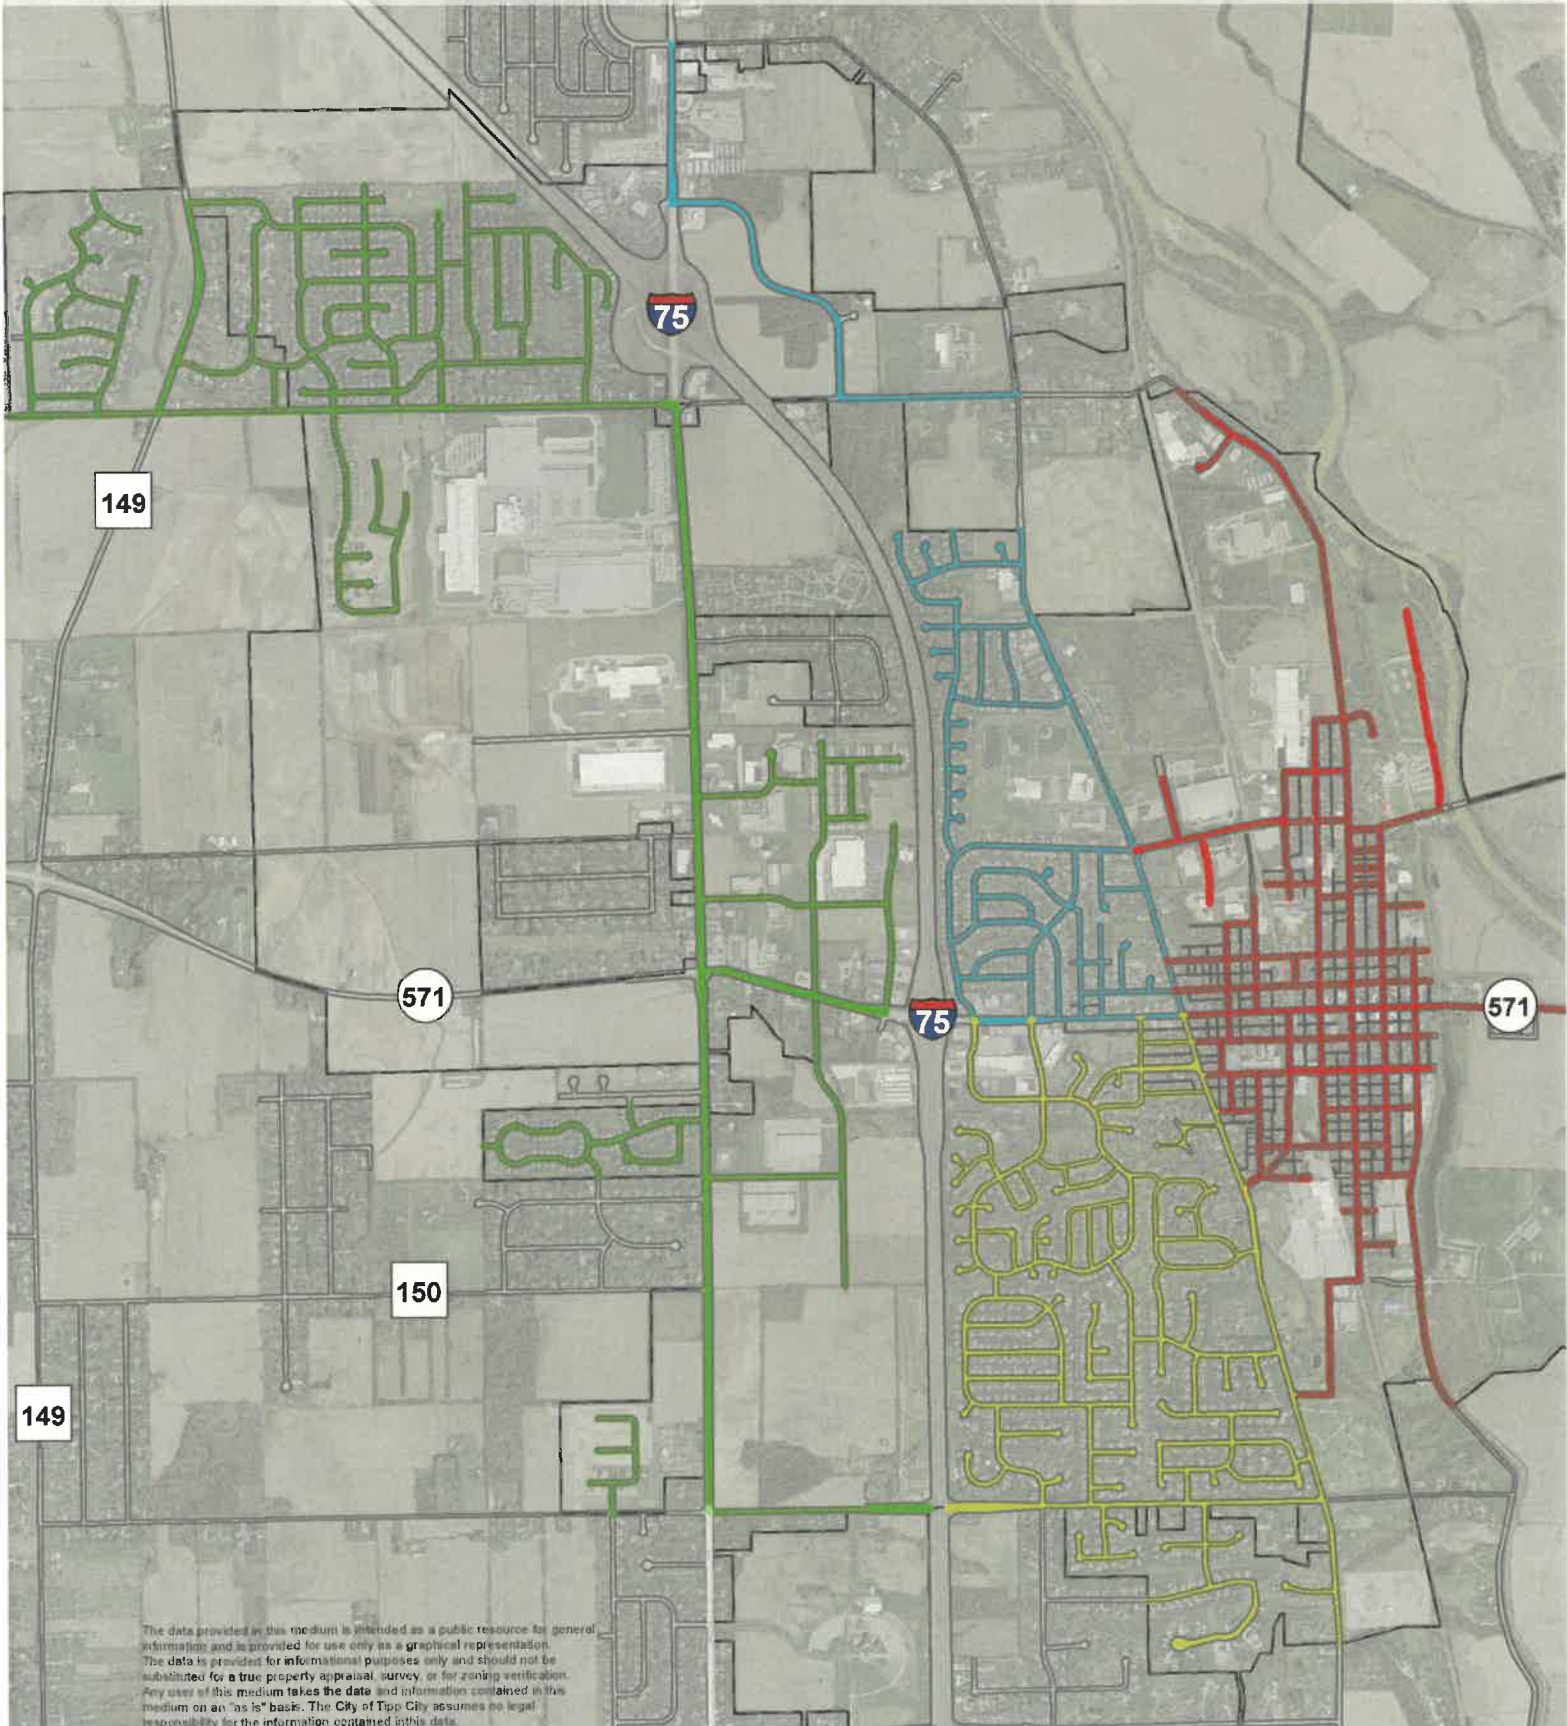 75
149
571
75
571
150
149
The data provided in this medium is intended as a public resource for general
information and is provided for use only as a graphical representation.
The data is provided for informational purposes only and should not be
substituted for a true property appraisal, survey, or for zoning verification.
Any user of this medium takes the data and information contained in this
medium on an "as is" basis. The City of Tipp City assumes no legal
responsibility for the information contained inthis data.